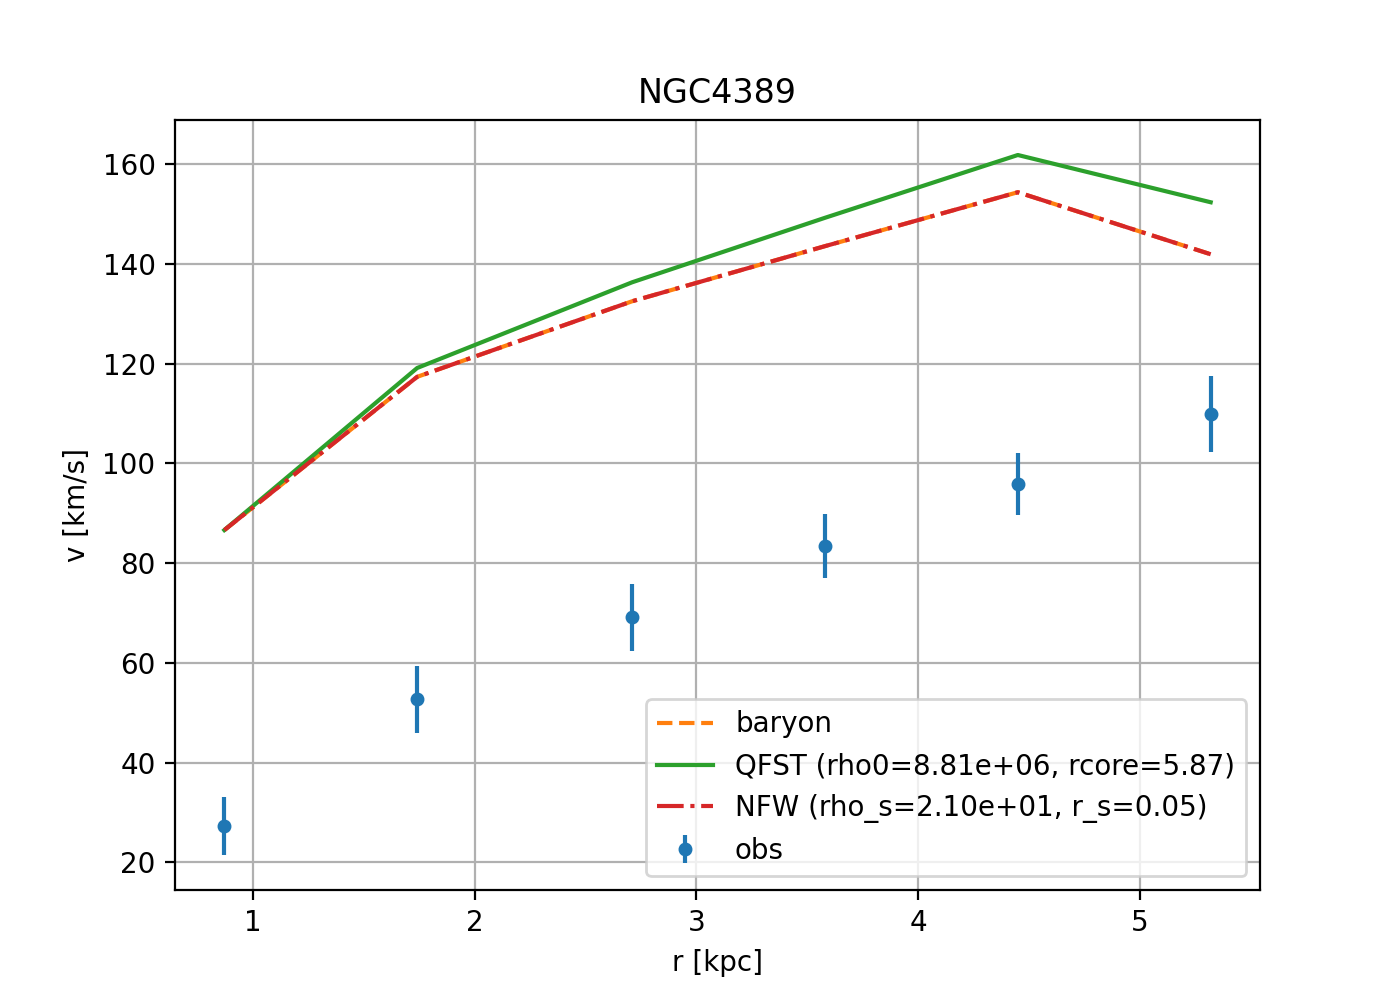 NGC4389
160
140
120
100
80
60
40
20
v [km/s]
baryon
QFST (rho0=8.81e+06, rcore=5.87)
NFW (rho_s=2.10e+01, r_s=0.05)
obs
1 2 3 4 5
r [kpc]